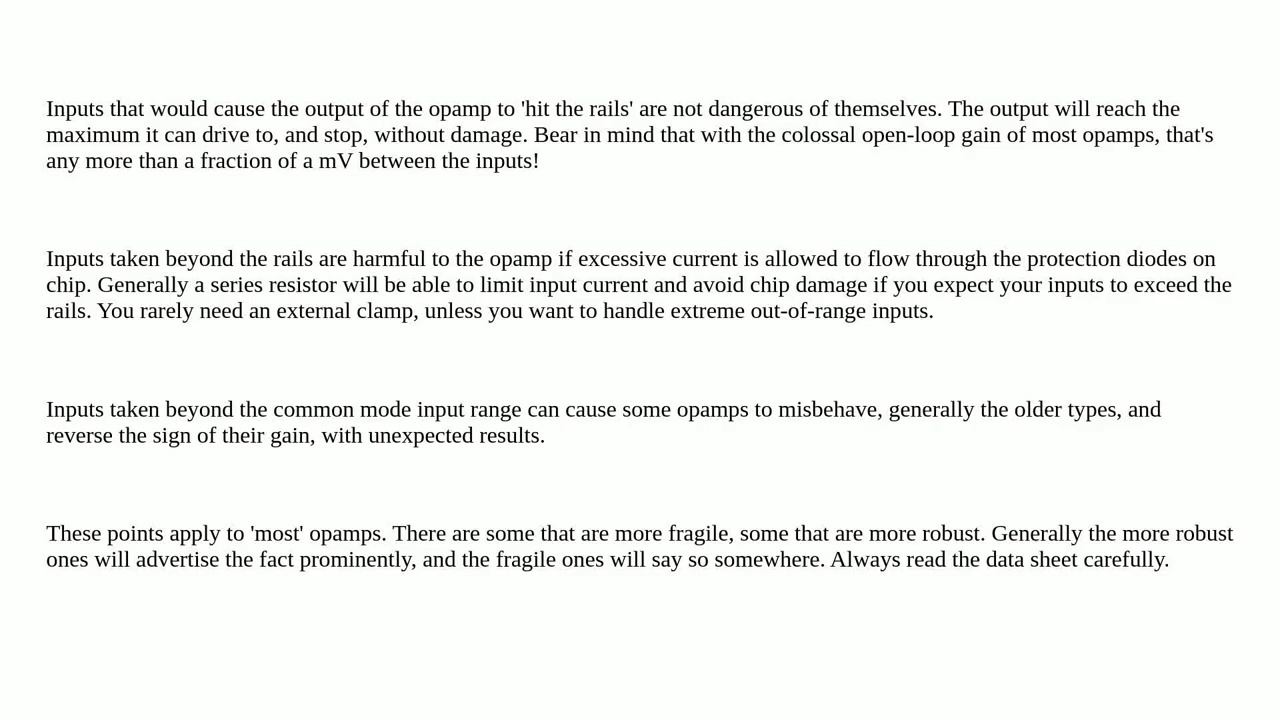 Inputs that would cause the output of the opamp to 'hit the rails' are not dangerous of themselves. The output will reach the
maximum it can drive to, and stop, without damage. Bear in mind that with the colossal open-loop gain of most opamps, that's
any more than a fraction of a mV between the inputs!
Inputs taken beyond the rails are harmful to the opamp if excessive current is allowed to flow through the protection diodes on
chip. Generally a series resistor will be able to limit input current and avoid chip damage if you expect your inputs to exceed the
rails. You rarely need an external clamp, unless you want to handle extreme out-of-range inputs.
Inputs taken beyond the common mode input range can cause some opamps to misbehave, generally the older types, and
reverse the sign of their gain, with unexpected results.
These points apply to 'most' opamps. There are some that are more fragile, some that are more robust. Generally the more robust
ones will advertise the fact prominently, and the fragile ones will say so somewhere. Always read the data sheet carefully.